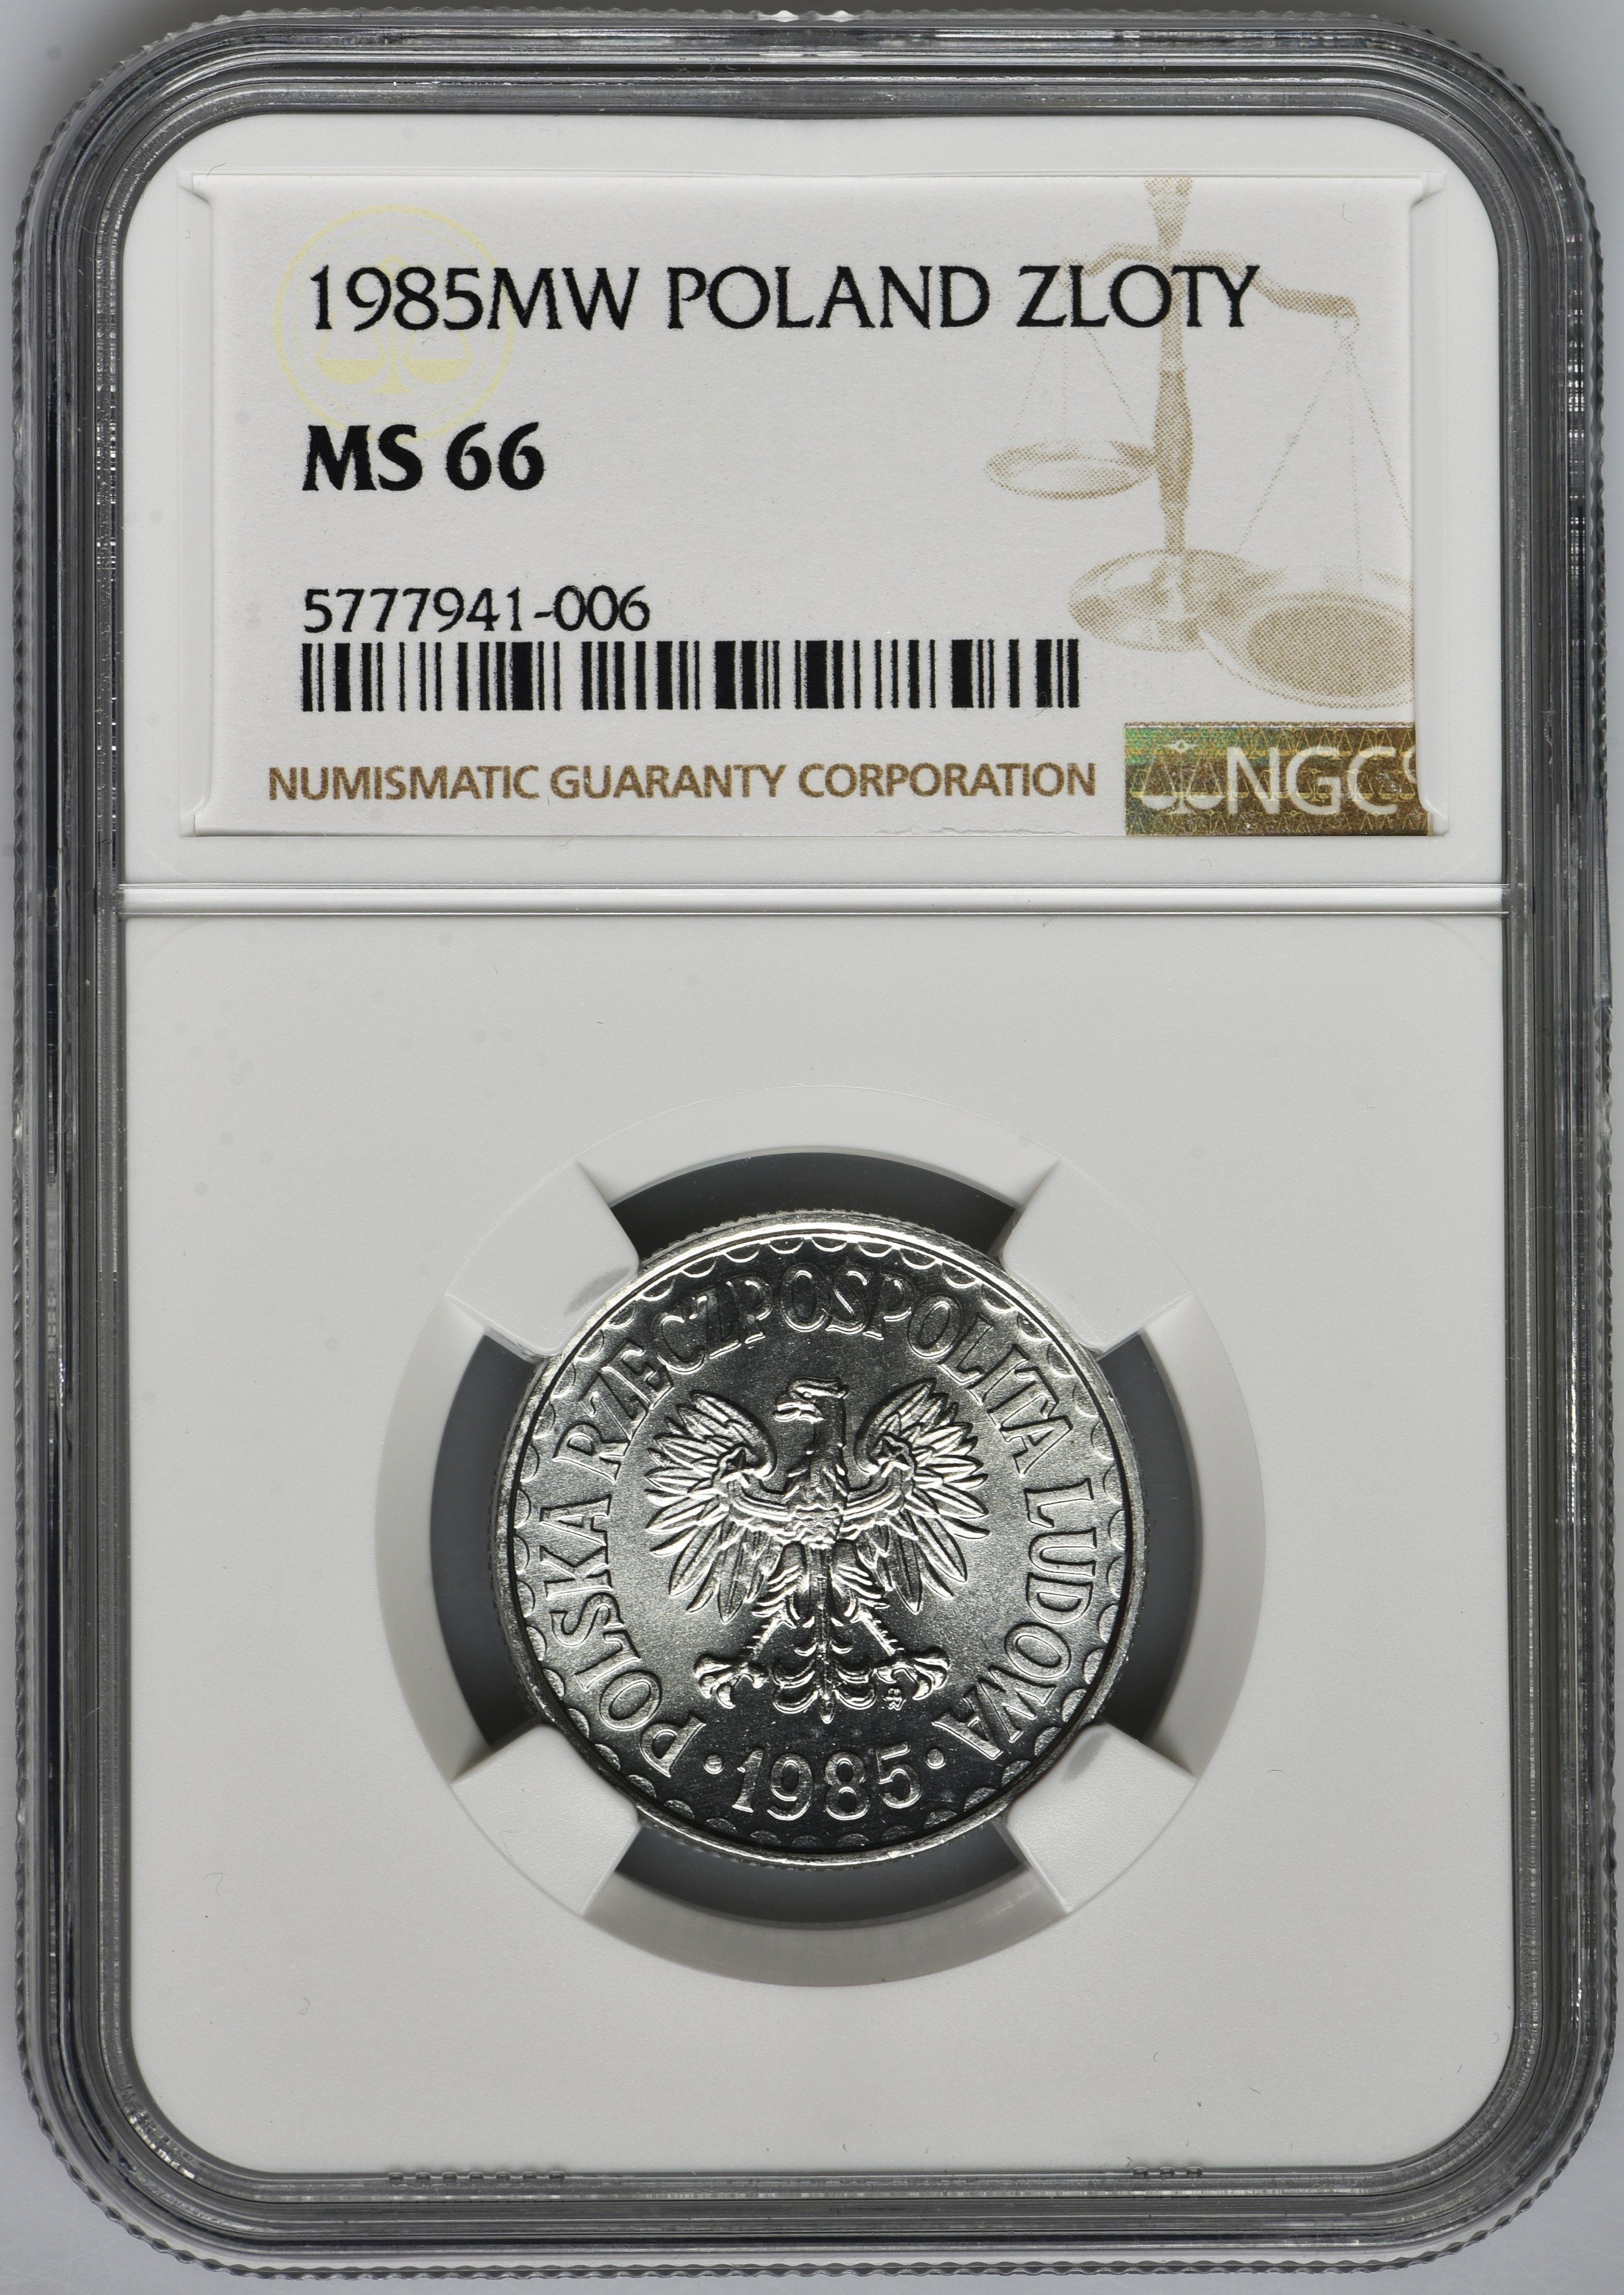 1985MW POLAND ZLOTY
MS 66
5777941-006
NUMISMATIC GUARANTY CORPORATION
NGC
POLSKA RZECZPOSPOLITA LUDOWA
·1985·